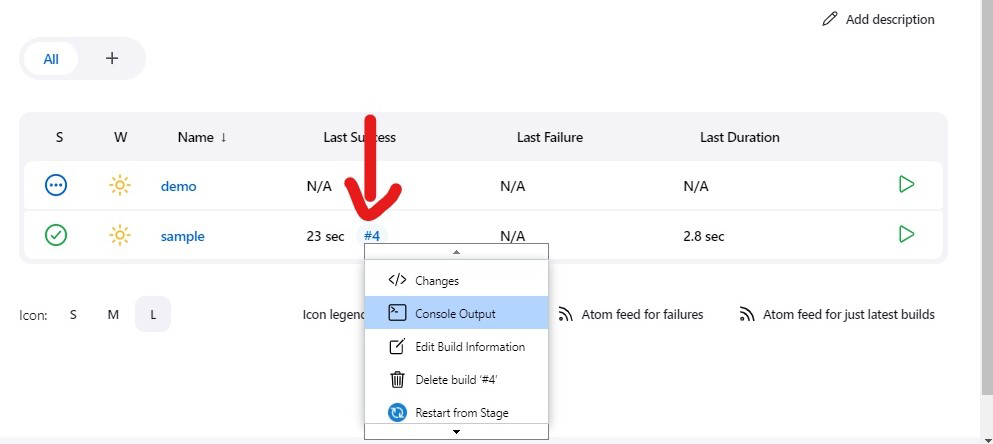 Add description
All +
S W Name ↓ Last Success Last Failure Last Duration
demo N/A N/A N/A
sample 23 sec #4 N/A 2.8 sec
Changes
Icon: S M L Icon legend Atom feed for failures Atom feed for just latest builds
Console Output
Edit Build Information
Delete build ‘#4’
Restart from Stage